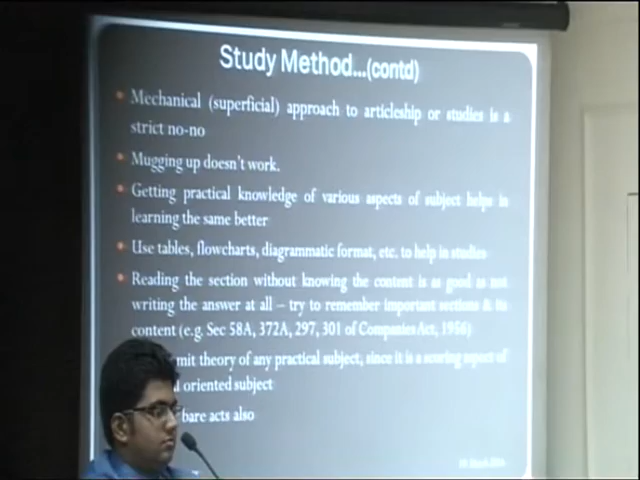 Study Method...(contd)
Mechanical (superficial) approach to articleship or studies is a
strict no-no
Mugging up doesn't work.
Getting practical knowledge of various aspects of subject helps in
learning the same better
Use tables, flowcharts, diagrammatic format, etc. to help in studies
Reading the section without knowing the content is as good as not
writing the answer at all – try to remember important sections & its
content (e.g. Sec 58A, 372A, 297, 301 of Companies Act, 1956)
mit theory of any practical subject, since it is a scoring aspect of
oriented subject
bare acts also